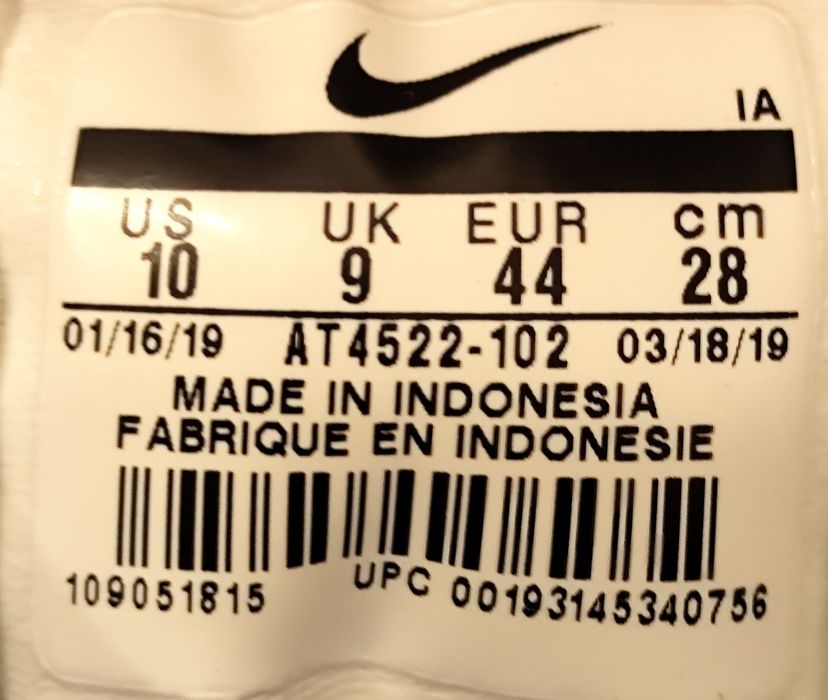 IA
US UK EUR cm
10 9 44 28
01/16/19 AT4522-102 03/18/19
MADE IN INDONESIA
FABRIQUE EN INDONESIE
109051815 UPC 00193145340756